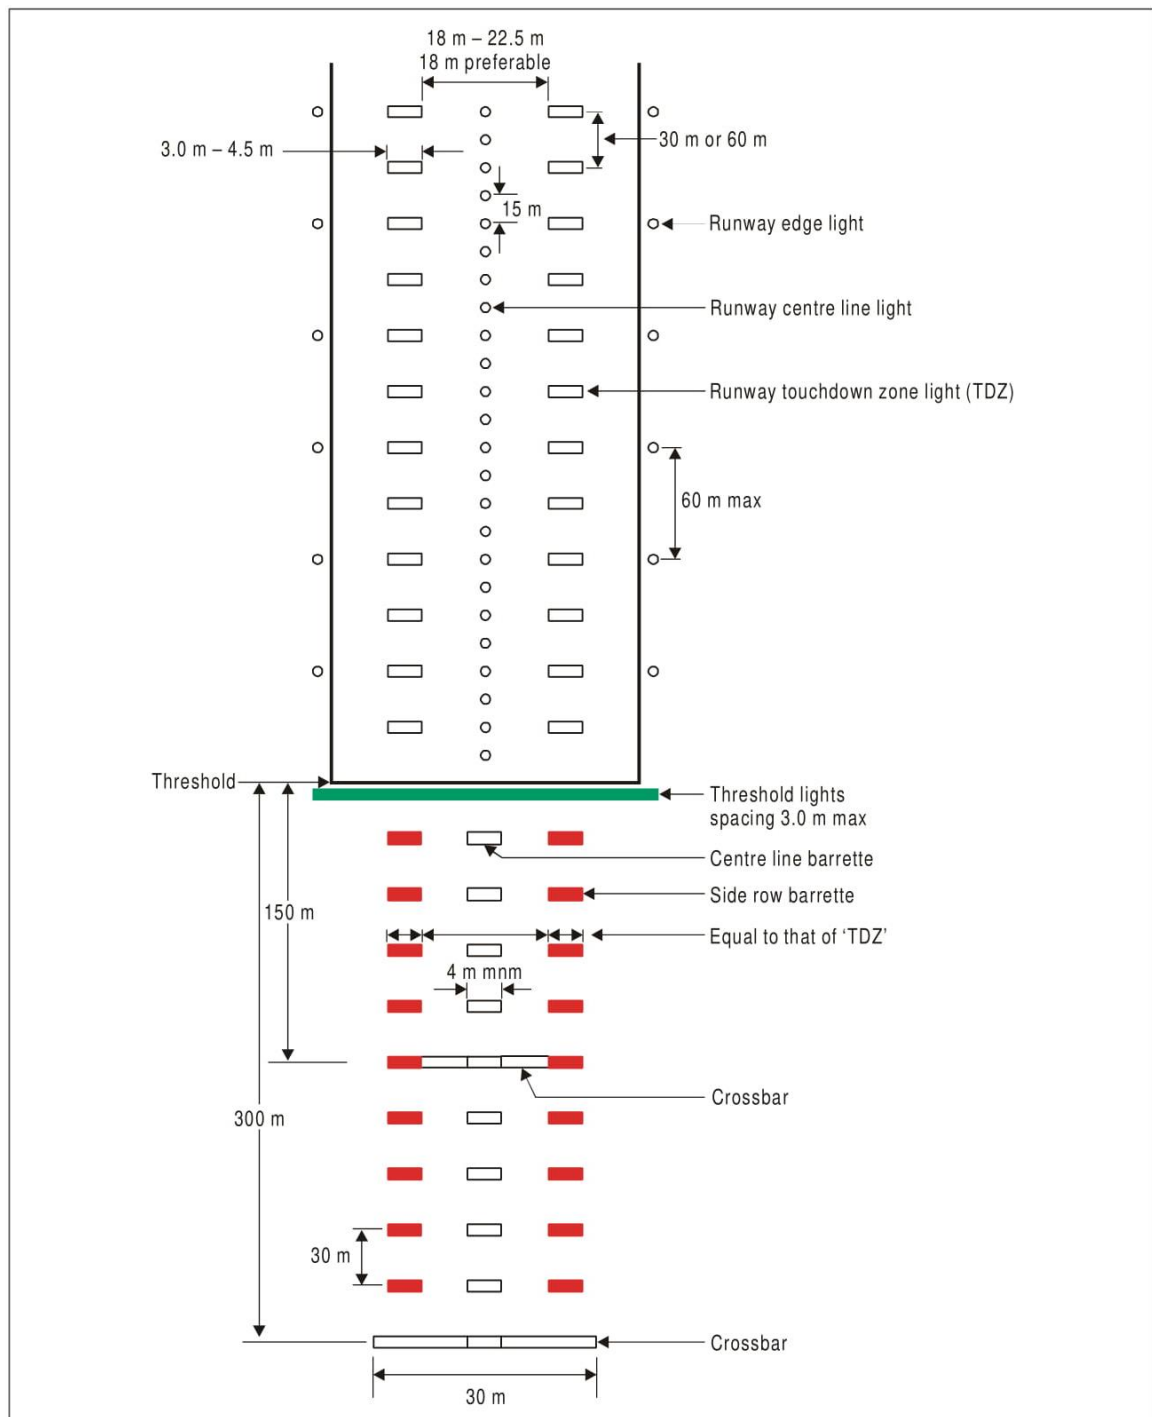 18 m – 22.5 m
18 m preferable
3.0 m – 4.5 m
30 m or 60 m
15 m
Runway edge light
Runway centre line light
Runway touchdown zone light (TDZ)
60 m max
Threshold
Threshold lights
spacing 3.0 m max
Centre line barrette
Side row barrette
150 m
Equal to that of ‘TDZ’
4 m mnm
Crossbar
300 m
30 m
Crossbar
30 m